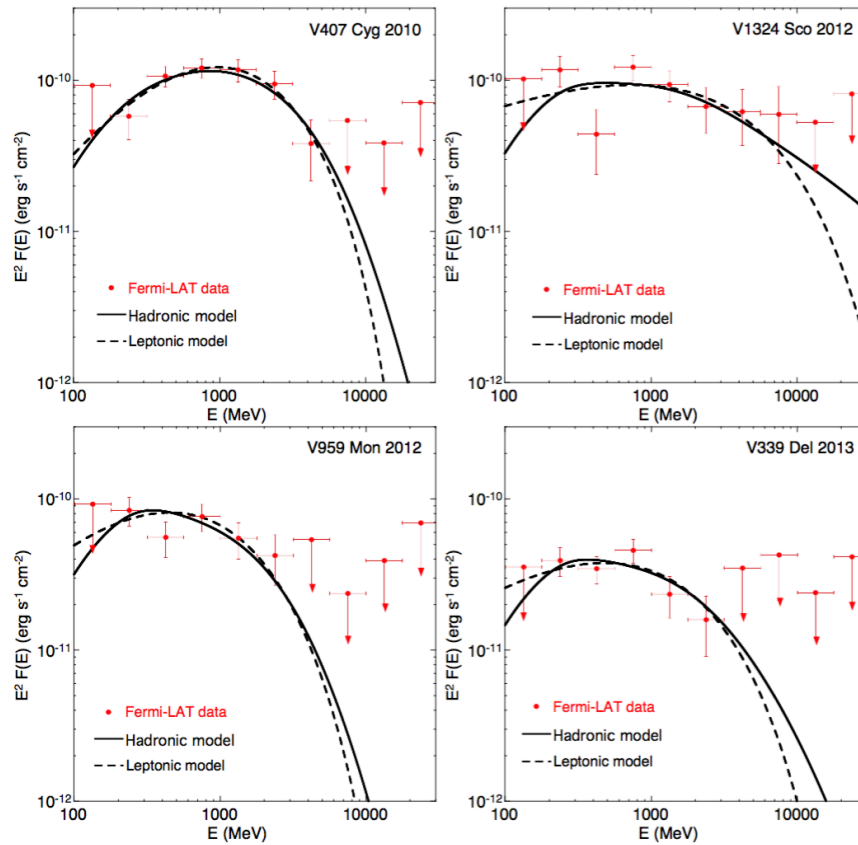 V407 Cyg 2010
E² F(E) (erg s⁻¹ cm⁻²)
10⁻¹⁰
10⁻¹¹
10⁻¹²
Fermi-LAT data
Hadronic model
Leptonic model
100 1000 10000
E (MeV)
V1324 Sco 2012
E² F(E) (erg s⁻¹ cm⁻²)
10⁻¹⁰
10⁻¹¹
10⁻¹²
Fermi-LAT data
Hadronic model
Leptonic model
100 1000 10000
E (MeV)
V959 Mon 2012
E² F(E) (erg s⁻¹ cm⁻²)
10⁻¹⁰
10⁻¹¹
10⁻¹²
Fermi-LAT data
Hadronic model
Leptonic model
100 1000 10000
E (MeV)
V339 Del 2013
E² F(E) (erg s⁻¹ cm⁻²)
10⁻¹⁰
10⁻¹¹
10⁻¹²
Fermi-LAT data
Hadronic model
Leptonic model
100 1000 10000
E (MeV)